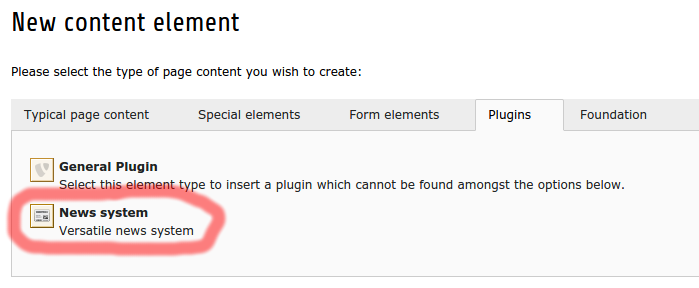 New content element
Please select the type of page content you wish to create:
Typical page content Special elements Form elements Plugins Foundation
General Plugin
Select this element type to insert a plugin which cannot be found amongst the options below.
News system
Versatile news system